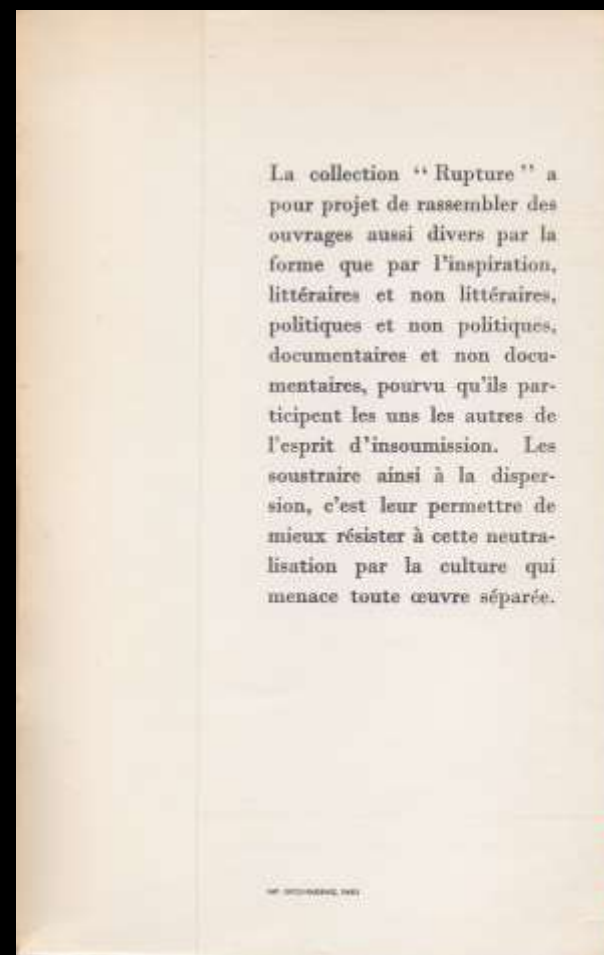 La collection “ Rupture ” a
pour projet de rassembler des
ouvrages aussi divers par la
forme que par l'inspiration,
littéraires et non littéraires,
politiques et non politiques,
documentaires et non docu-
mentaires, pourvu qu'ils par-
ticipent les uns les autres de
l'esprit d'insoumission. Les
soustraire ainsi à la disper-
sion, c'est leur permettre de
mieux résister à cette neutra-
lisation par la culture qui
menace toute œuvre séparée.